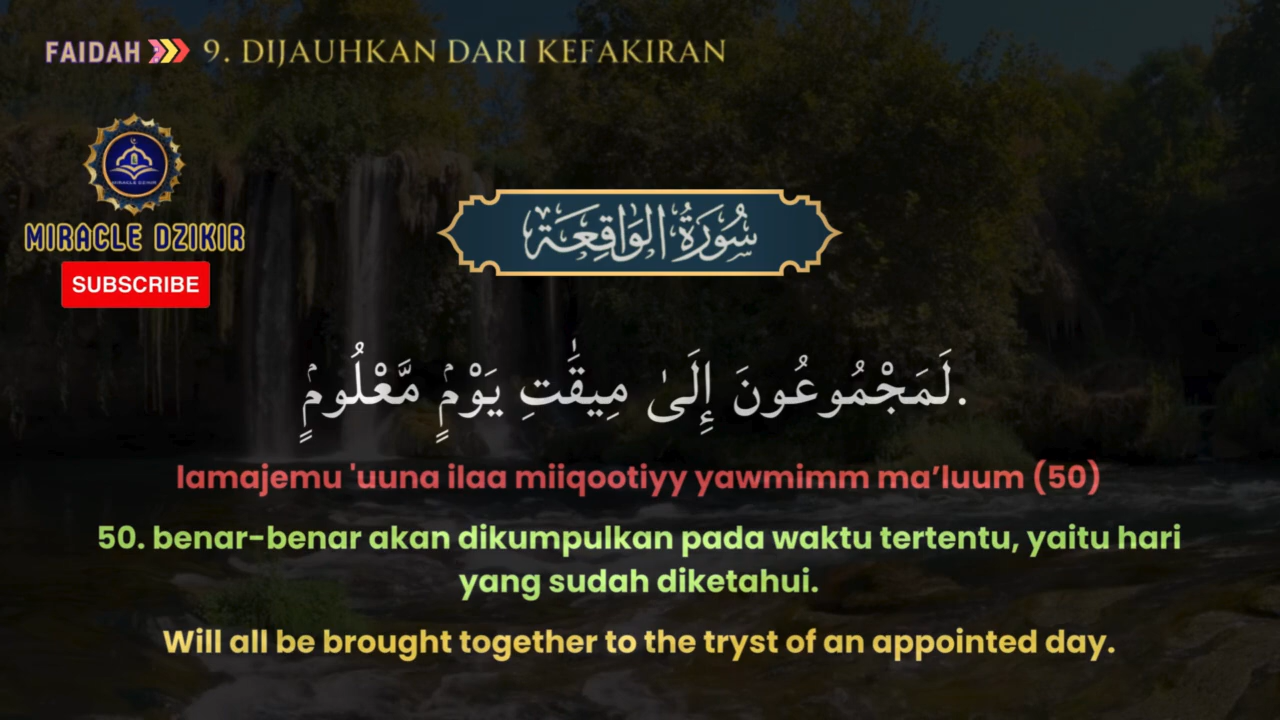 FAIDAH 9. DIJAUHKAN DARI KEFAKIRAN
MIRACLE DZIKIR
SUBSCRIBE
سُورَةُ الوَاقِعَة
لَمَجْمُوعُونَ إِلَىٰ مِيقَٰتِ يَوْمٍۢ مَّعْلُومٍۢ.
lamajemu 'uuna ilaa miiqootiyy yawmimm ma’luum (50)
50. benar-benar akan dikumpulkan pada waktu tertentu, yaitu hari
yang sudah diketahui.
Will all be brought together to the tryst of an appointed day.